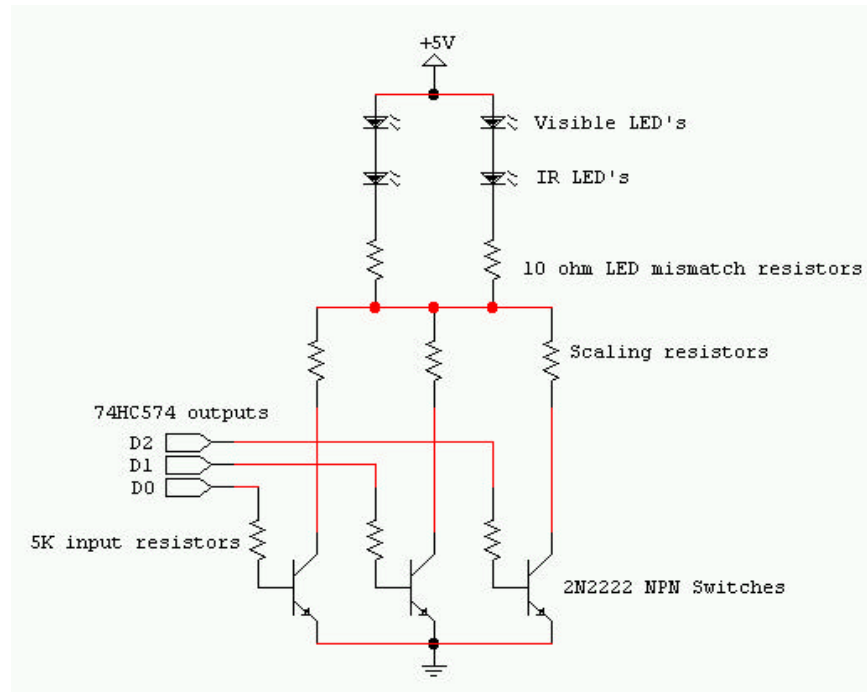 +5V
Visible LED's
IR LED's
10 ohm LED mismatch resistors
Scaling resistors
74HC574 outputs
D2
D1
D0
5K input resistors
2N2222 NPN Switches